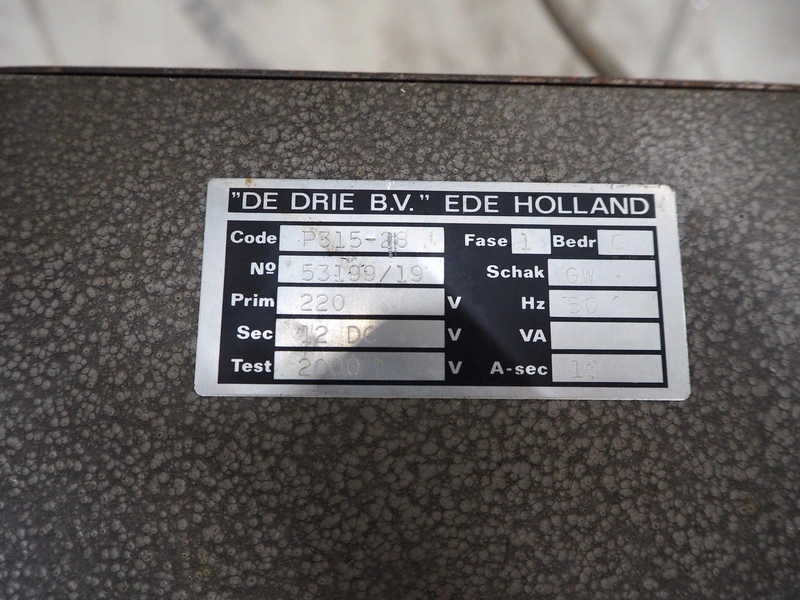 "DE DRIE B.V." EDE HOLLAND
Code P315-28 Fase 1 Bedr C
Nº 53199/19 Schak GW
Prim 220 V Hz 50
Sec 12 DC V VA
Test 2000 V A-sec